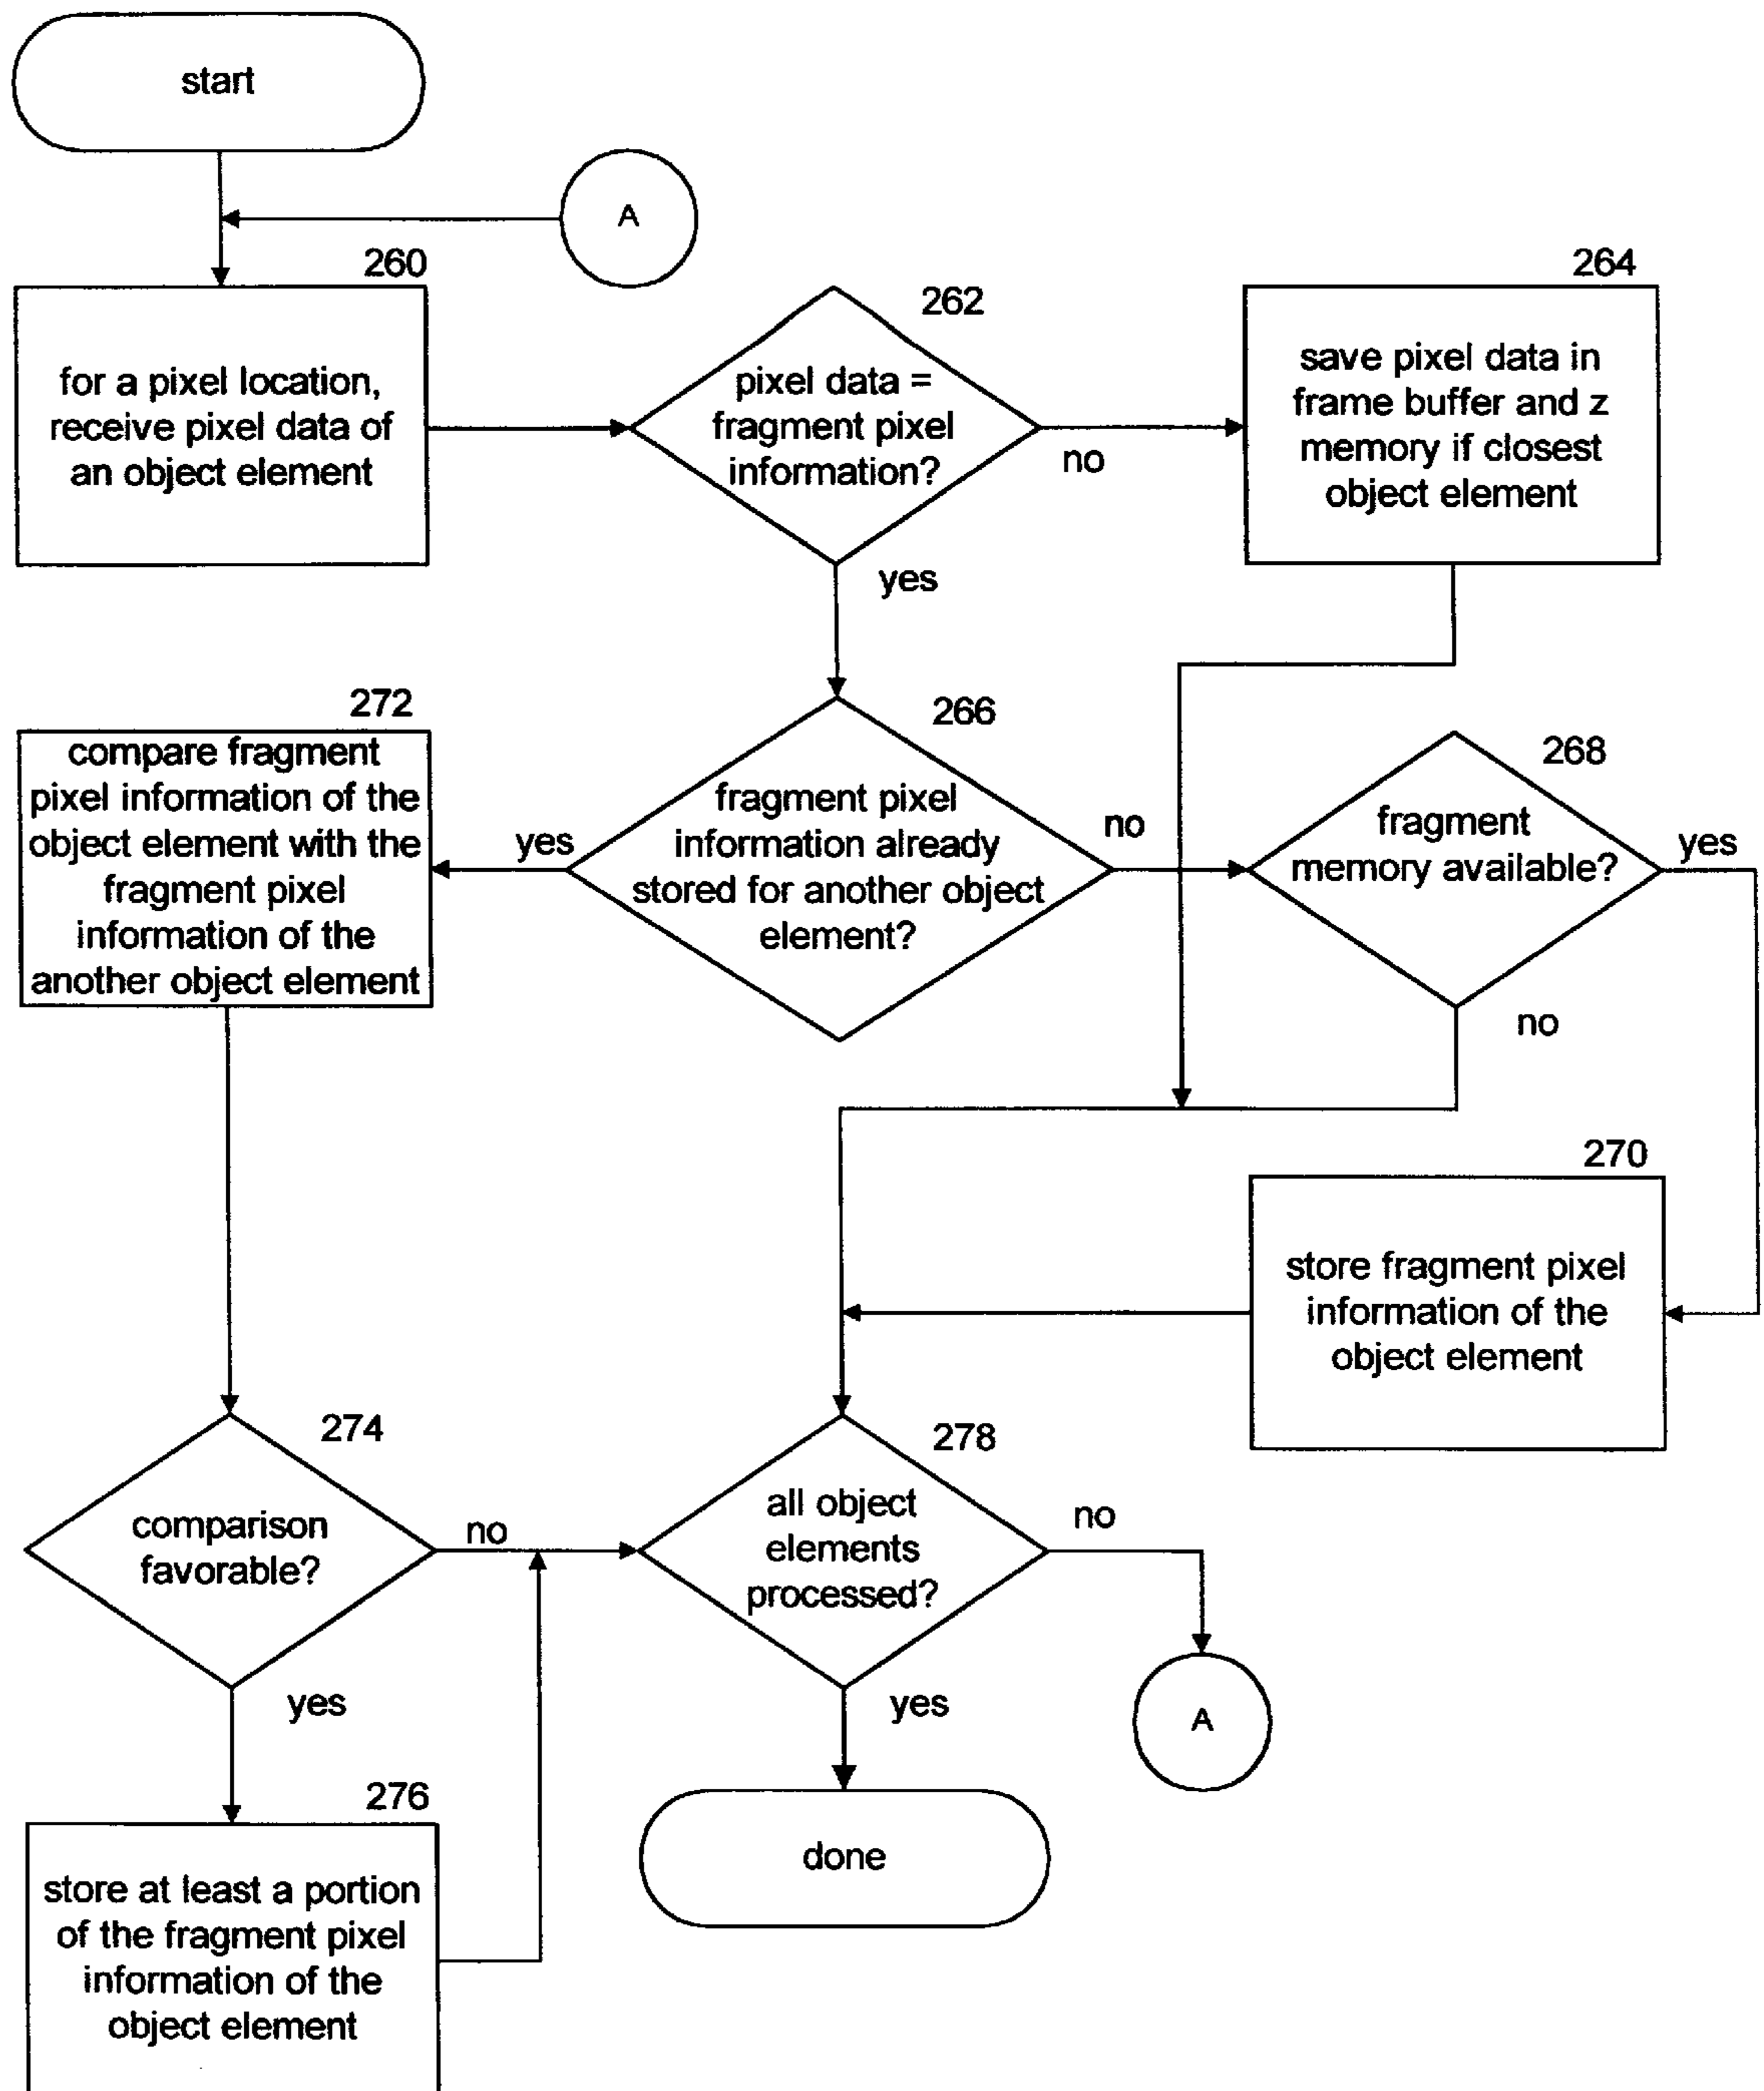 start
A
260
for a pixel location,
receive pixel data of
an object element
262
pixel data =
fragment pixel
information?
no
yes
264
save pixel data in
frame buffer and z
memory if closest
object element
272
compare fragment
pixel information of the
object element with the
fragment pixel
information of the
another object element
266
fragment pixel
information already
stored for another object
element?
yes
no
268
fragment
memory available?
yes
no
270
store fragment pixel
information of the
object element
274
comparison
favorable?
no
yes
278
all object
elements
processed?
no
yes
A
276
store at least a portion
of the fragment pixel
information of the
object element
done